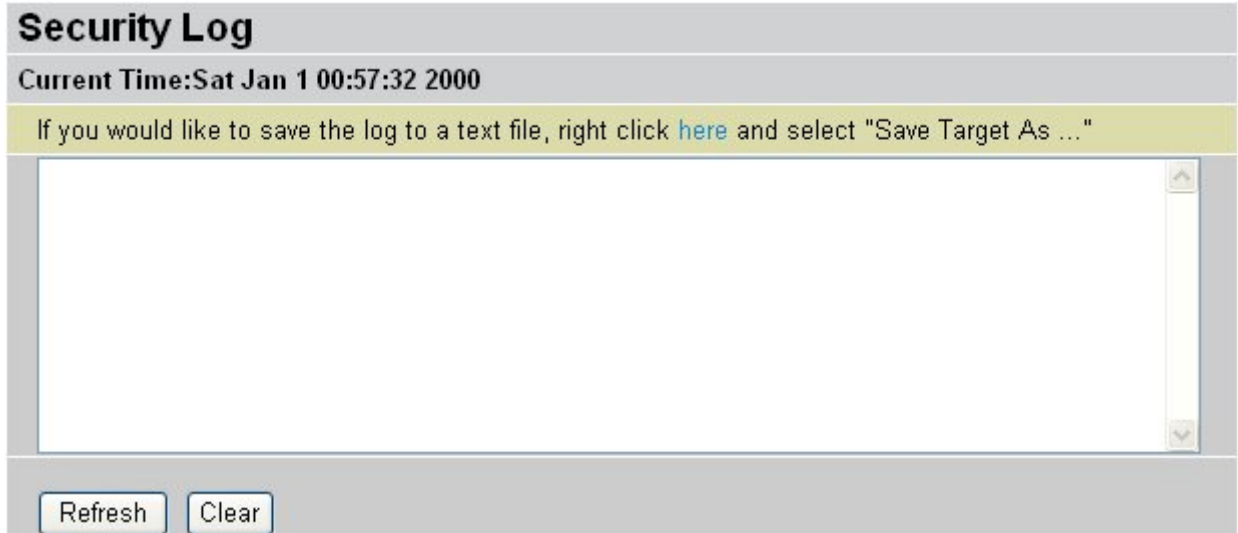 Security Log
Current Time:Sat Jan 1 00:57:32 2000
If you would like to save the log to a text file, right click here and select "Save Target As ..."
Refresh Clear